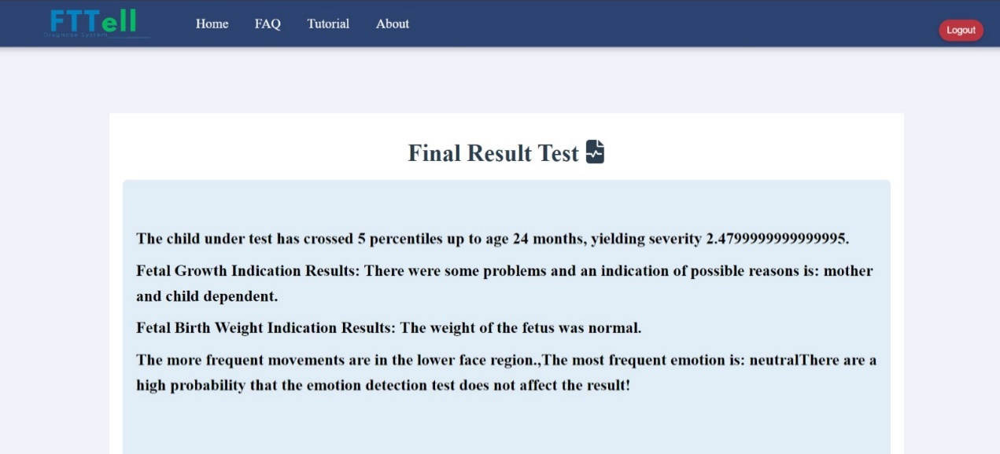 FTTell
Diagnose System
Home FAQ Tutorial About
Logout
Final Result Test
The child under test has crossed 5 percentiles up to age 24 months, yielding severity 2.4799999999999995.
Fetal Growth Indication Results: There were some problems and an indication of possible reasons is: mother
and child dependent.
Fetal Birth Weight Indication Results: The weight of the fetus was normal.
The more frequent movements are in the lower face region.,The most frequent emotion is: neutralThere are a
high probability that the emotion detection test does not affect the result!